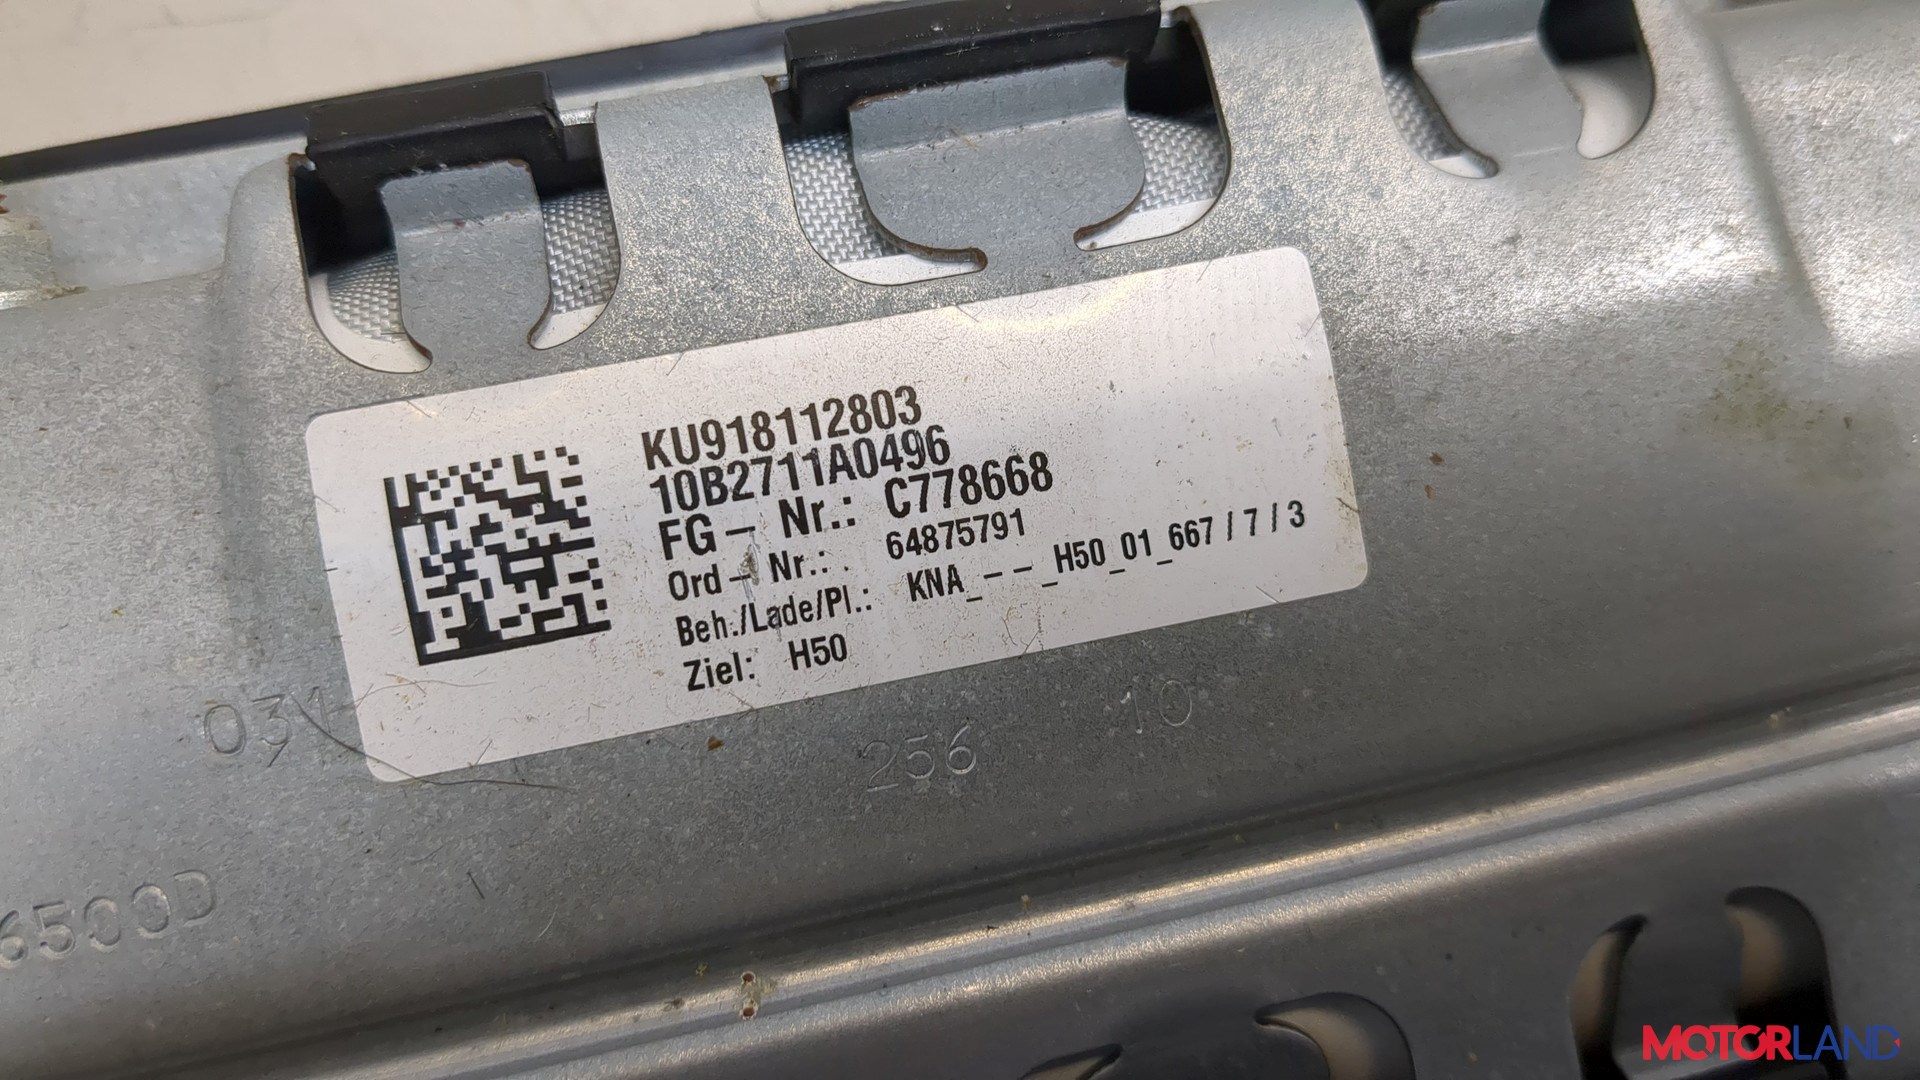 KU918112803
10B2711A0496
FG – Nr.: C778668
Ord – Nr.: . 64875791
Beh./Lade/Pl.: KNA_ – – _H50_01_667 / 7 / 3
Ziel: H50
031
256 10
6500D
MOTORLAND